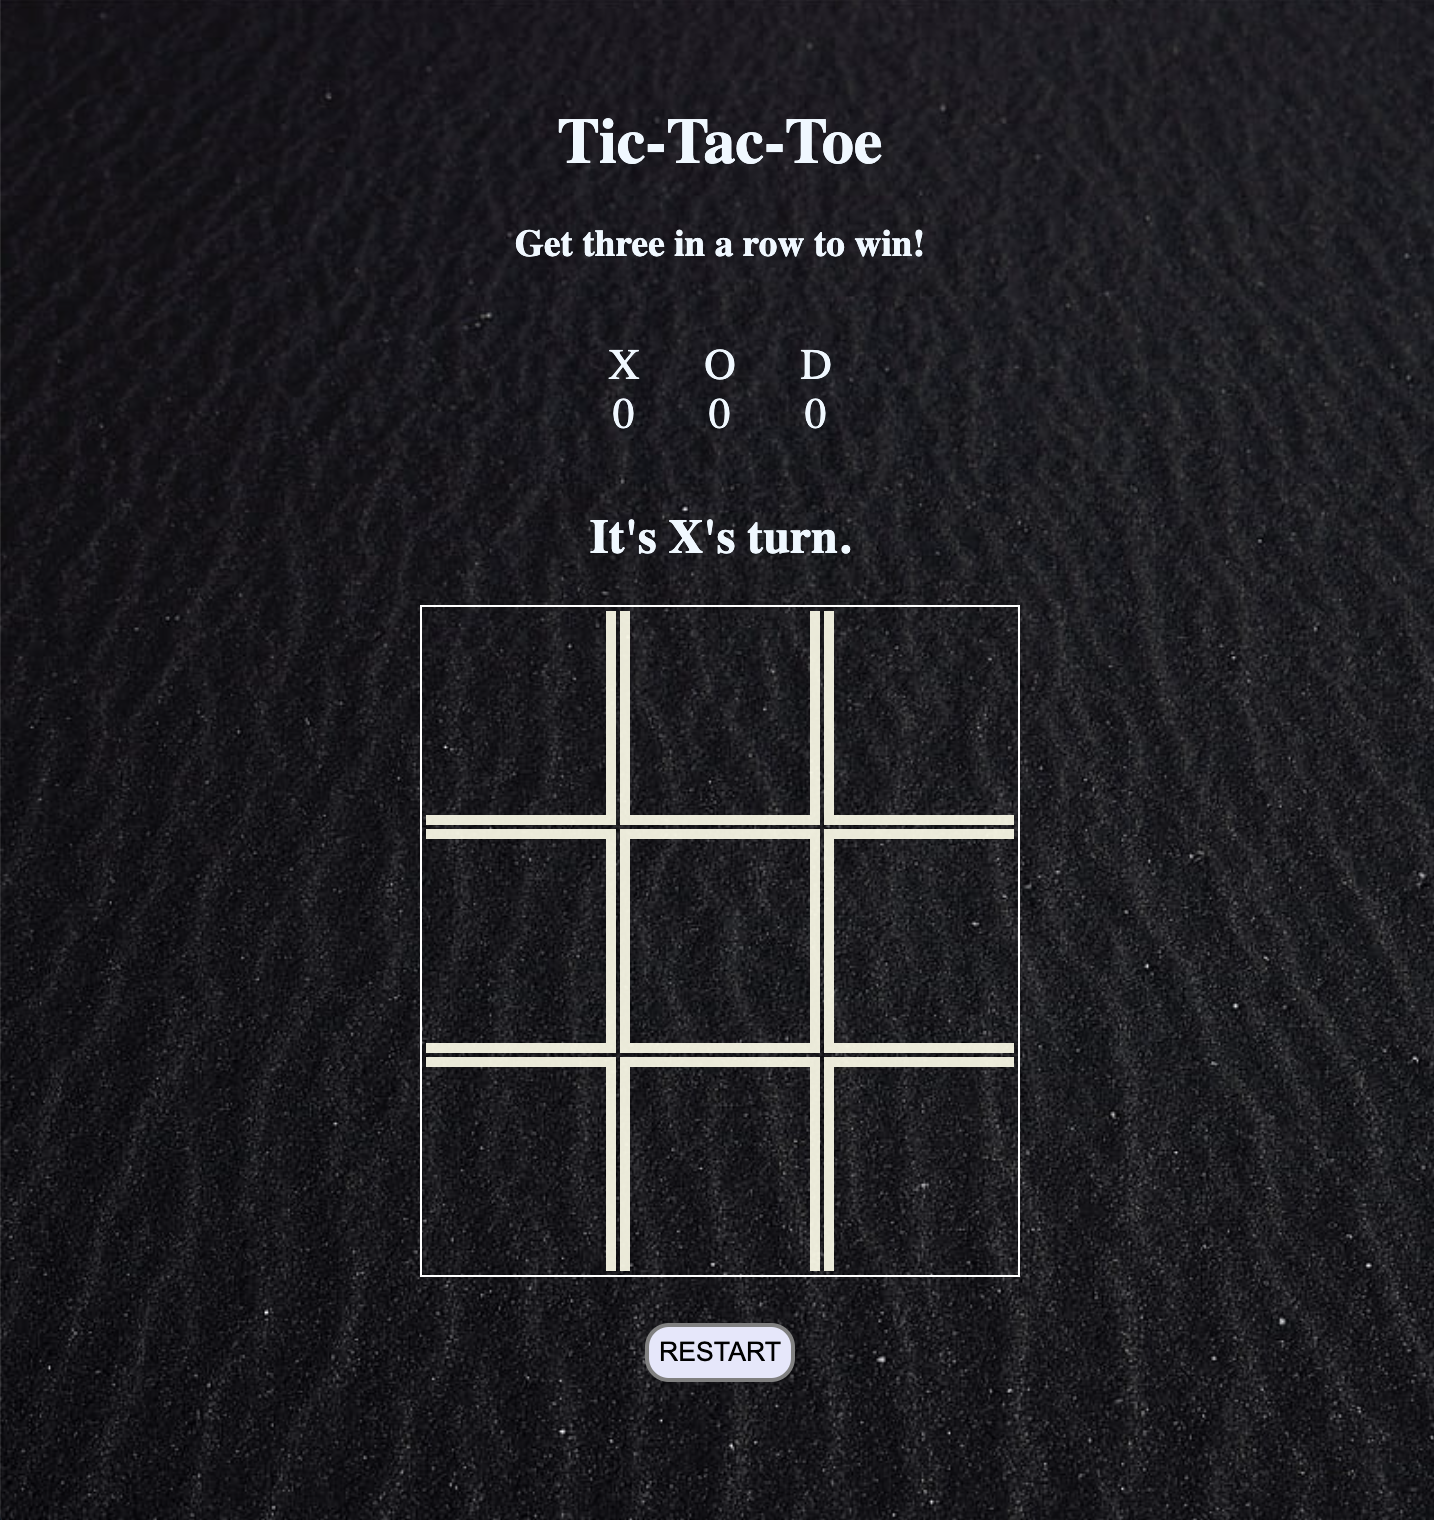 Tic-Tac-Toe
Get three in a row to win!
X O D
0 0 0
It's X's turn.
RESTART